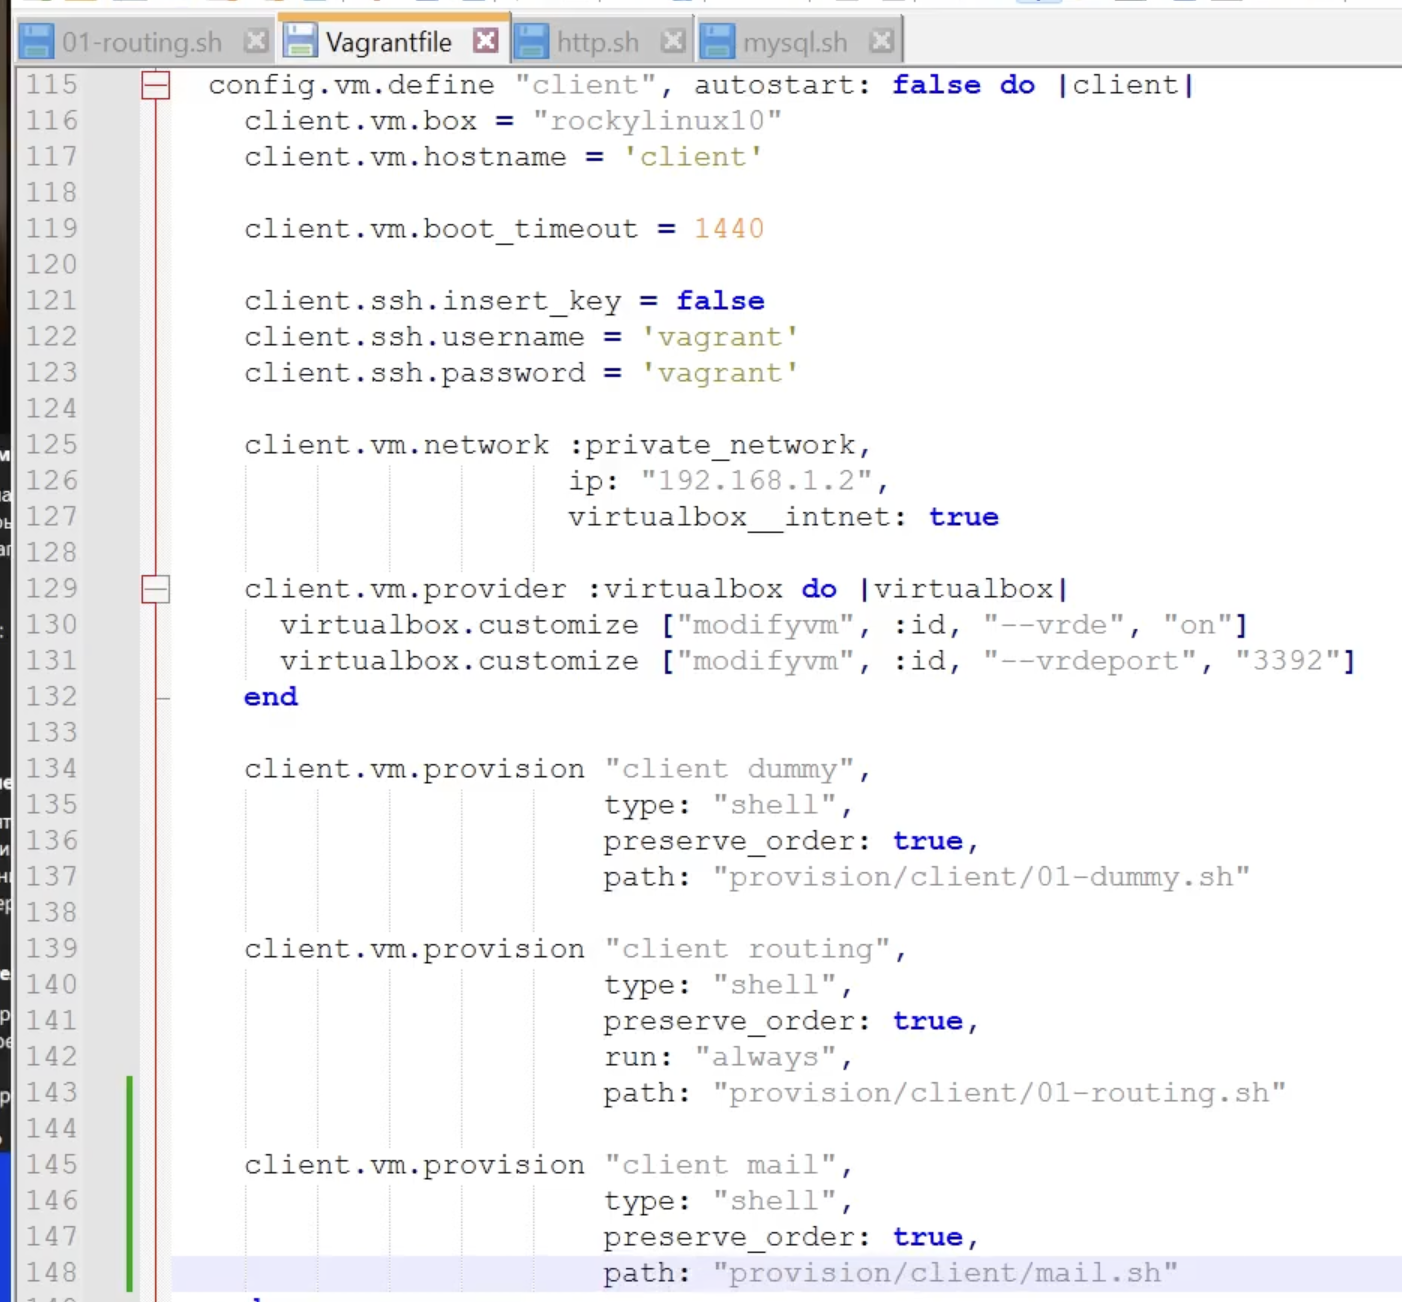 01-routing.sh
Vagrantfile
http.sh
mysql.sh
115 config.vm.define "client", autostart: false do |client|
116 client.vm.box = "rockylinux10"
117 client.vm.hostname = 'client'
118
119 client.vm.boot_timeout = 1440
120
121 client.ssh.insert_key = false
122 client.ssh.username = 'vagrant'
123 client.ssh.password = 'vagrant'
124
125 client.vm.network :private_network,
126 ip: "192.168.1.2",
127 virtualbox__intnet: true
128
129 client.vm.provider :virtualbox do |virtualbox|
130 virtualbox.customize ["modifyvm", :id, "--vrde", "on"]
131 virtualbox.customize ["modifyvm", :id, "--vrdeport", "3392"]
132 end
133
134 client.vm.provision "client dummy",
135 type: "shell",
136 preserve_order: true,
137 path: "provision/client/01-dummy.sh"
138
139 client.vm.provision "client routing",
140 type: "shell",
141 preserve_order: true,
142 run: "always",
143 path: "provision/client/01-routing.sh"
144
145 client.vm.provision "client mail",
146 type: "shell",
147 preserve_order: true,
148 path: "provision/client/mail.sh"